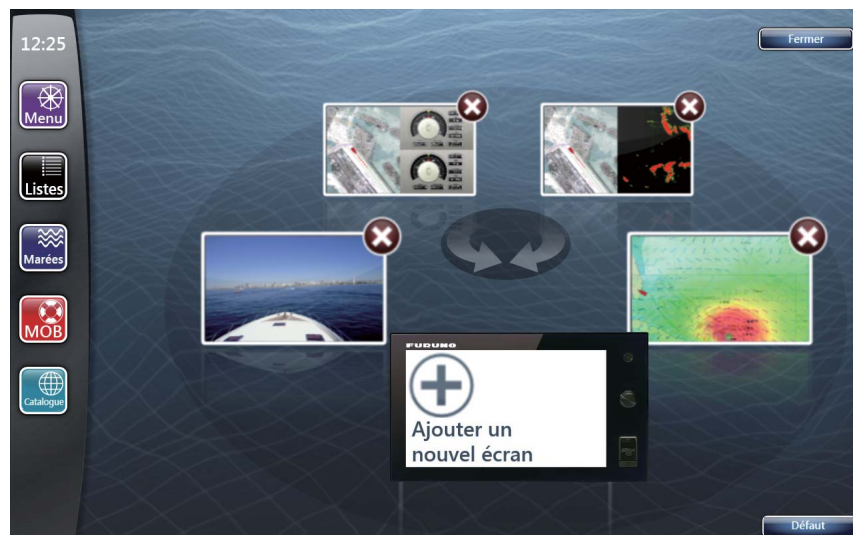 12:25
Fermer
Menu
Listes
Marées
MOB
Catalogue
FURUNO
Ajouter un
nouvel écran
Défaut